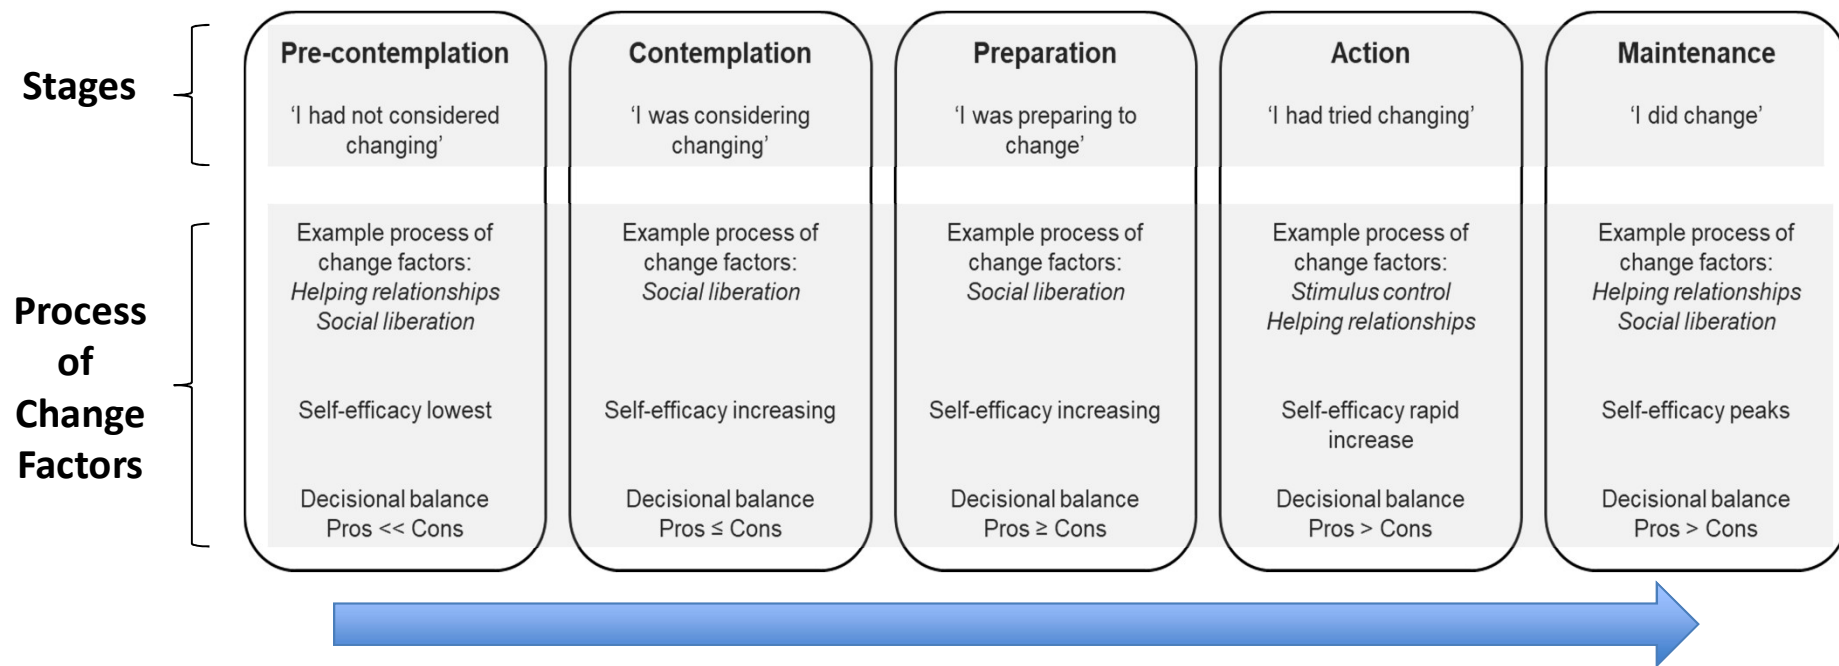 Stages
Pre-contemplation
‘I had not considered
changing’
Contemplation
‘I was considering
changing’
Preparation
‘I was preparing to
change’
Action
‘I had tried changing’
Maintenance
‘I did change’
Process
of
Change
Factors
Example process of
change factors:
Helping relationships
Social liberation
Self-efficacy lowest
Decisional balance
Pros << Cons
Example process of
change factors:
Social liberation
Self-efficacy increasing
Decisional balance
Pros ≤ Cons
Example process of
change factors:
Social liberation
Self-efficacy increasing
Decisional balance
Pros ≥ Cons
Example process of
change factors:
Stimulus control
Helping relationships
Self-efficacy rapid
increase
Decisional balance
Pros > Cons
Example process of
change factors:
Helping relationships
Social liberation
Self-efficacy peaks
Decisional balance
Pros > Cons